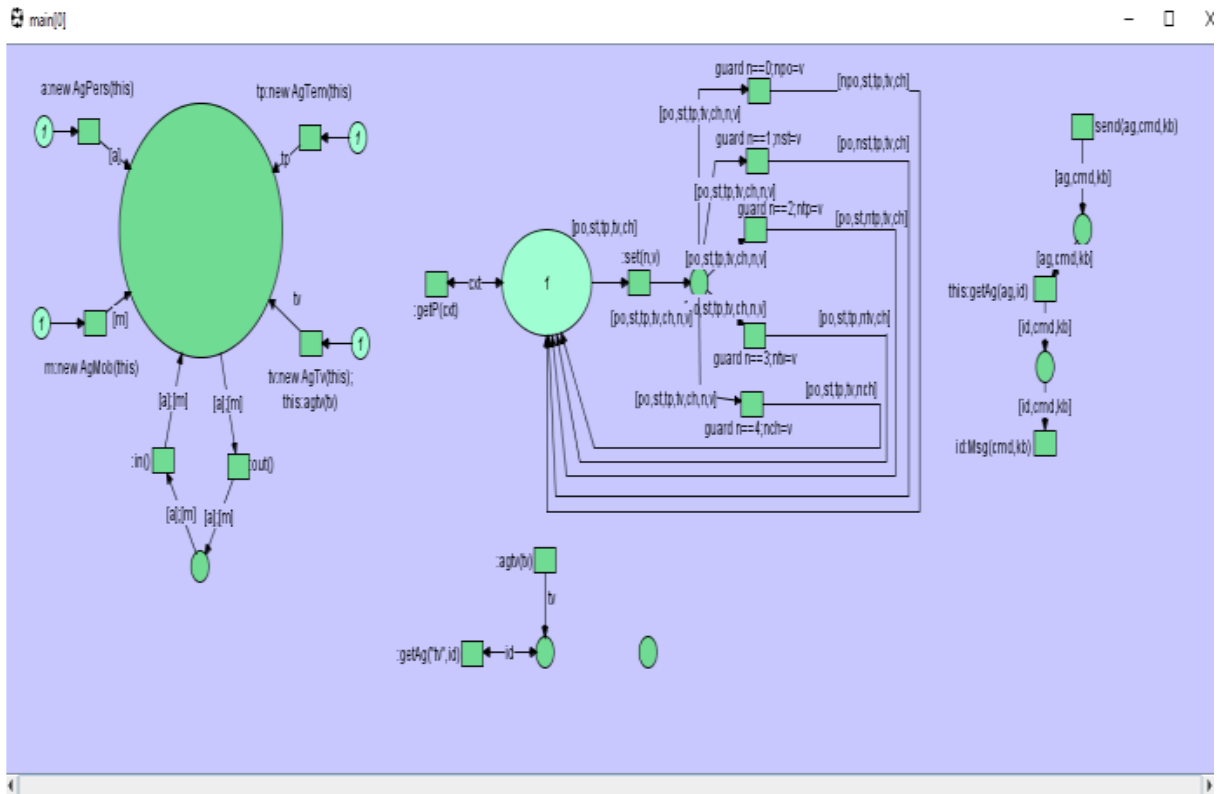 main[0]
a:new AgPers(this)
tp:new AgTem(this)
1
[a]
tp
1
1
[m]
tv
1
m:new AgMob(this)
tv:new AgTv(this);
this:agtv(tv)
[a];[m]
[a];[m]
:in()
:out()
[a];[m]
[a];[m]
guard n==0;npo=v
[npo,st,tp,tv,ch]
[po,st,tp,tv,ch,n,v]
guard n==1;nst=v
[po,nst,tp,tv,ch]
[po,st,tp,tv,ch,n,v]
guard n==2;ntp=v
[po,st,ntp,tv,ch]
[po,st,tp,tv,ch]
:set(n,v)
[po,st,tp,tv,ch,n,v]
:getP(cxt)
cxt
1
[po,st,tp,tv,ch,n,v]
[po,st,tp,tv,ch,n,v]
[po,st,tp,ntv,ch]
guard n==3;ntv=v
[po,st,tp,tv,nch]
[po,st,tp,tv,ch,n,v]
guard n==4;nch=v
:agtv(tv)
tv
:getAg("tv",id)
id
send(ag,cmd,kb)
[ag,cmd,kb]
[ag,cmd,kb]
this:getAg(ag,id)
[id,cmd,kb]
[id,cmd,kb]
id:Msg(cmd,kb)